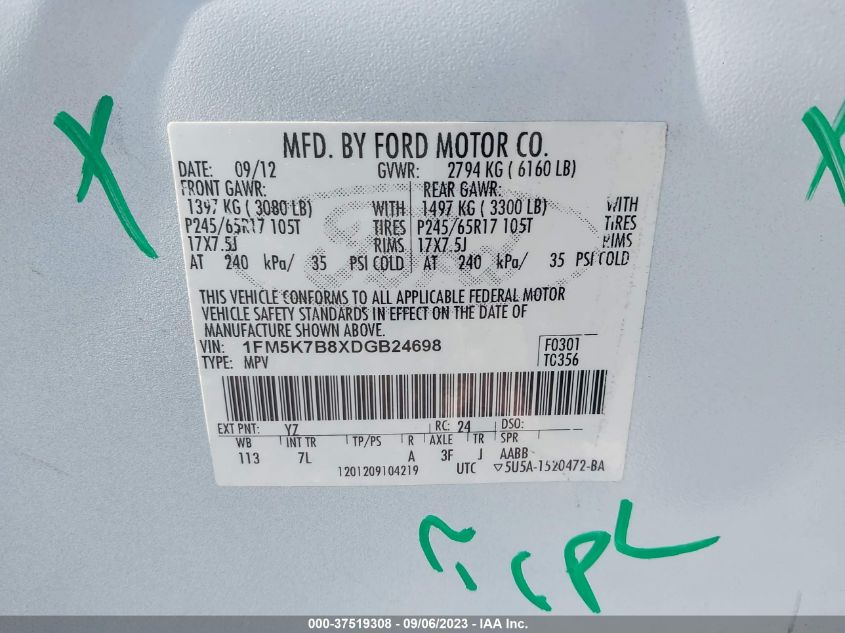 MFD. BY FORD MOTOR CO.
DATE: 09/12 GVWR: 2794 KG ( 6160 LB)
FRONT GAWR: REAR GAWR:
1397 KG ( 3080 LB) WITH 1497 KG ( 3300 LB) WITH
P245/65R17 105T TIRES P245/65R17 105T TIRES
17X7.5J RIMS 17X7.5J RIMS
AT 240 kPa/ 35 PSI COLD AT 240 kPa/ 35 PSI COLD
THIS VEHICLE CONFORMS TO ALL APPLICABLE FEDERAL MOTOR
VEHICLE SAFETY STANDARDS IN EFFECT ON THE DATE OF
MANUFACTURE SHOWN ABOVE.
VIN: 1FM5K7B8XDGB24698 F0301
TYPE: MPV TC356
EXT PNT: YZ RC: 24 DSO:
WB INT TR TP/PS R AXLE TR SPR
113 7L A 3F J AABB
1201209104219 UTC ▽5U5A-1520472-BA
X X
000-37519308 - 09/06/2023 - IAA Inc.